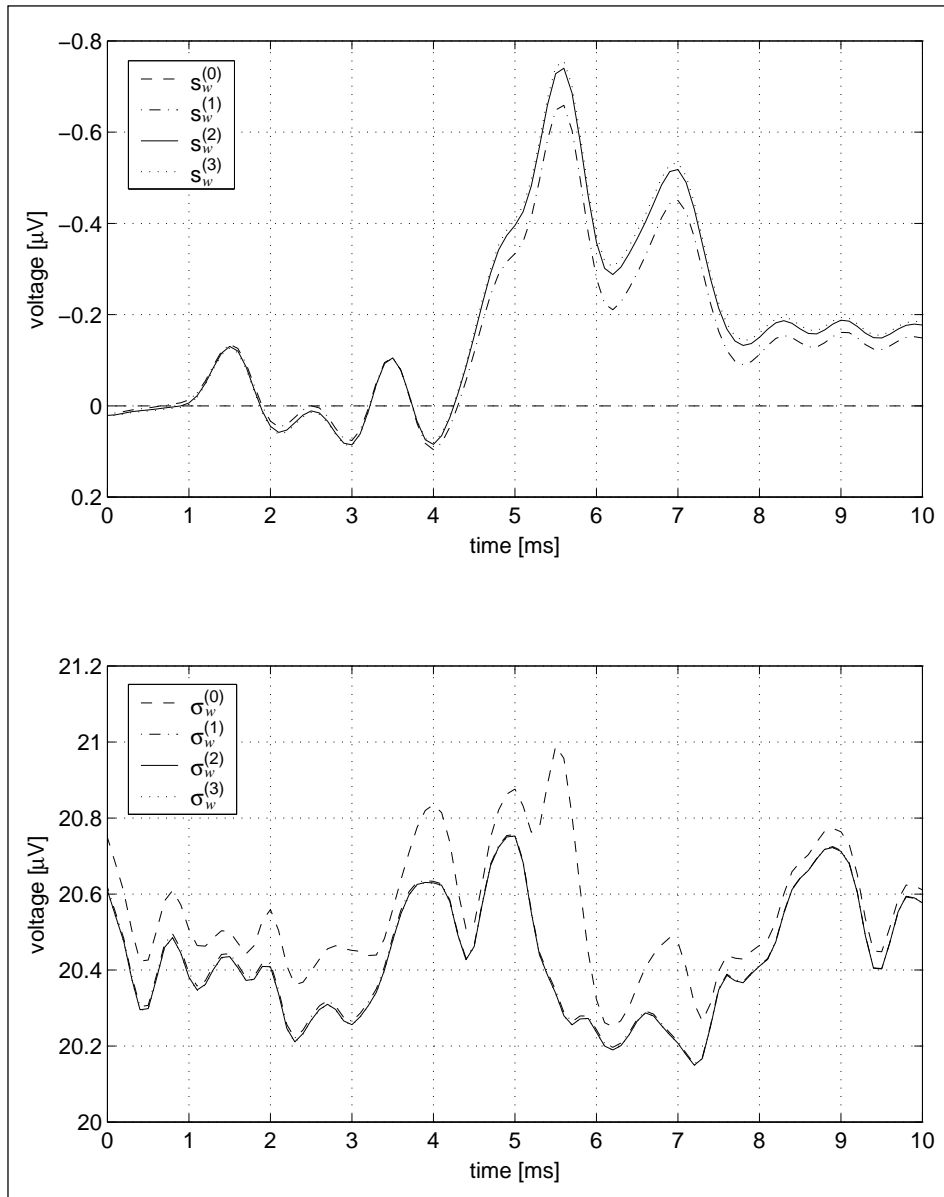 −0.8
−0.6
−0.4
−0.2
0
0.2
voltage [µV]
s_w^(0)
s_w^(1)
s_w^(2)
s_w^(3)
0 1 2 3 4 5 6 7 8 9 10
time [ms]
21.2
21
20.8
20.6
20.4
20.2
20
voltage [µV]
σ_w^(0)
σ_w^(1)
σ_w^(2)
σ_w^(3)
0 1 2 3 4 5 6 7 8 9 10
time [ms]